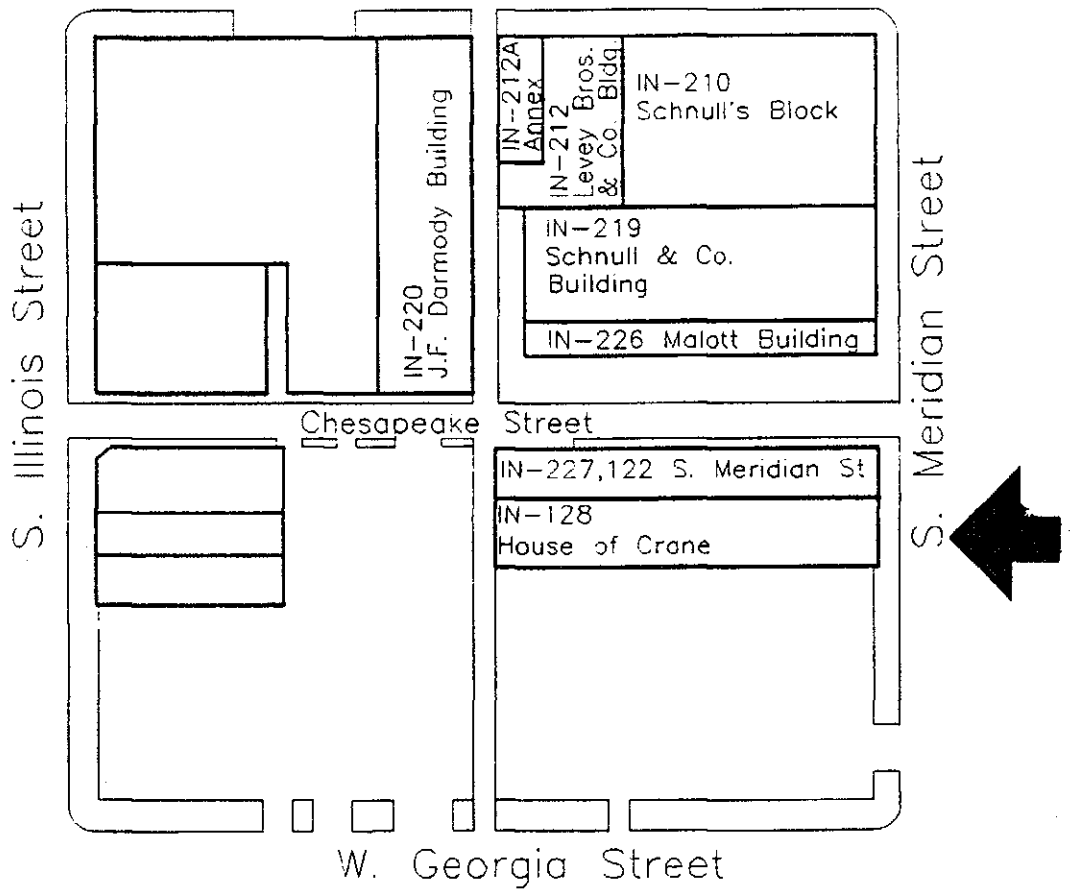 IN-212A
Annex
IN-212
Levey Bros.
& Co. Bldg.
IN-210
Schnull's Block
IN-220
J.F. Darmody Building
IN-219
Schnull & Co.
Building
IN-226 Malott Building
S. Illinois Street
S. Meridian Street
Chesapeake Street
IN-227,122 S. Meridian St
IN-128
House of Crane
W. Georgia Street